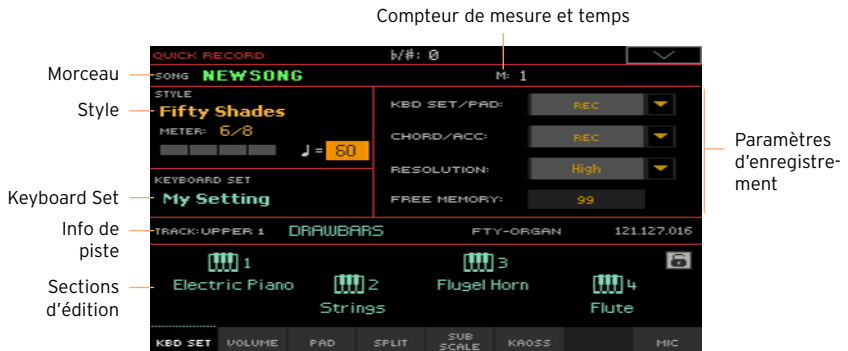 Compteur de mesure et temps
QUICK RECORD b/#: 0
Morceau
SONG NEWSONG M: 1
Style
STYLE
Fifty Shades
METER: 6/8
♩ = 60
KBD SET/PAD: REC
CHORD/ACC: REC
RESOLUTION: High
FREE MEMORY: 99
Paramètres
d'enregistre-
ment
Keyboard Set
KEYBOARD SET
My Setting
Info de
piste
TRACK:UPPER 1 DRAWBARS FTY-ORGAN 121.127.016
Sections
d'édition
1
Electric Piano
2
Strings
3
Flugel Horn
4
Flute
KBD SET VOLUME PAD SPLIT SUB SCALE KAOSS MIC